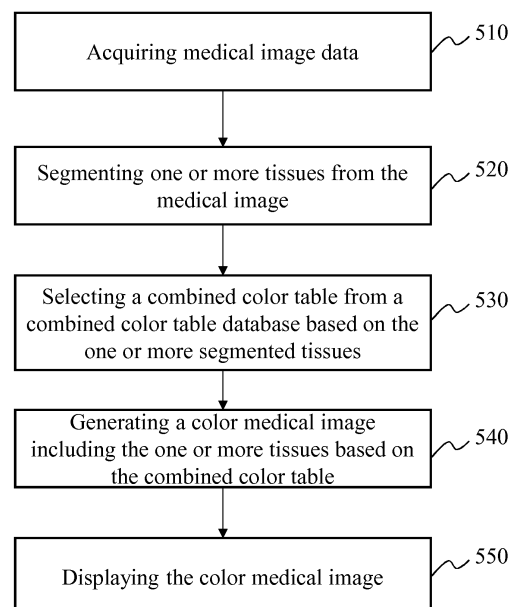 Acquiring medical image data
510
Segmenting one or more tissues from the
medical image
520
Selecting a combined color table from a
combined color table database based on the
one or more segmented tissues
530
Generating a color medical image
including the one or more tissues based on
the combined color table
540
Displaying the color medical image
550